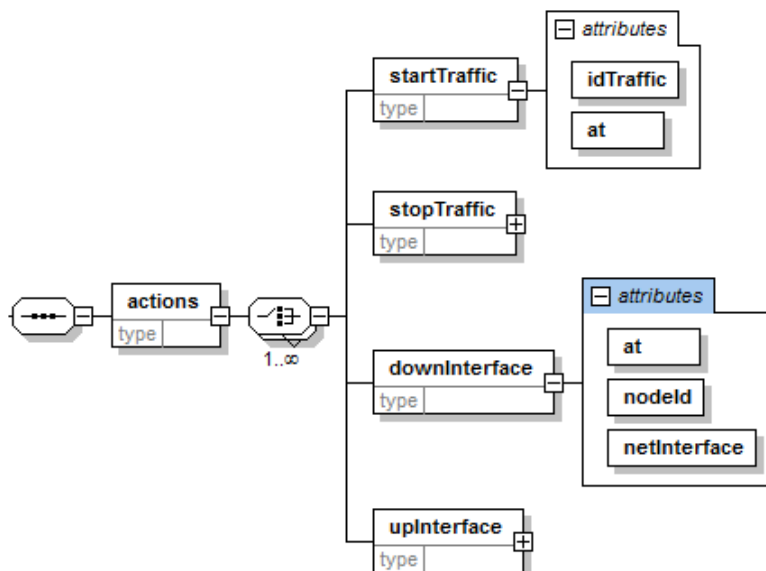 attributes
startTraffic
type
idTraffic
at
stopTraffic
type
actions
type
1..∞
attributes
downInterface
type
at
nodeId
netInterface
upInterface
type